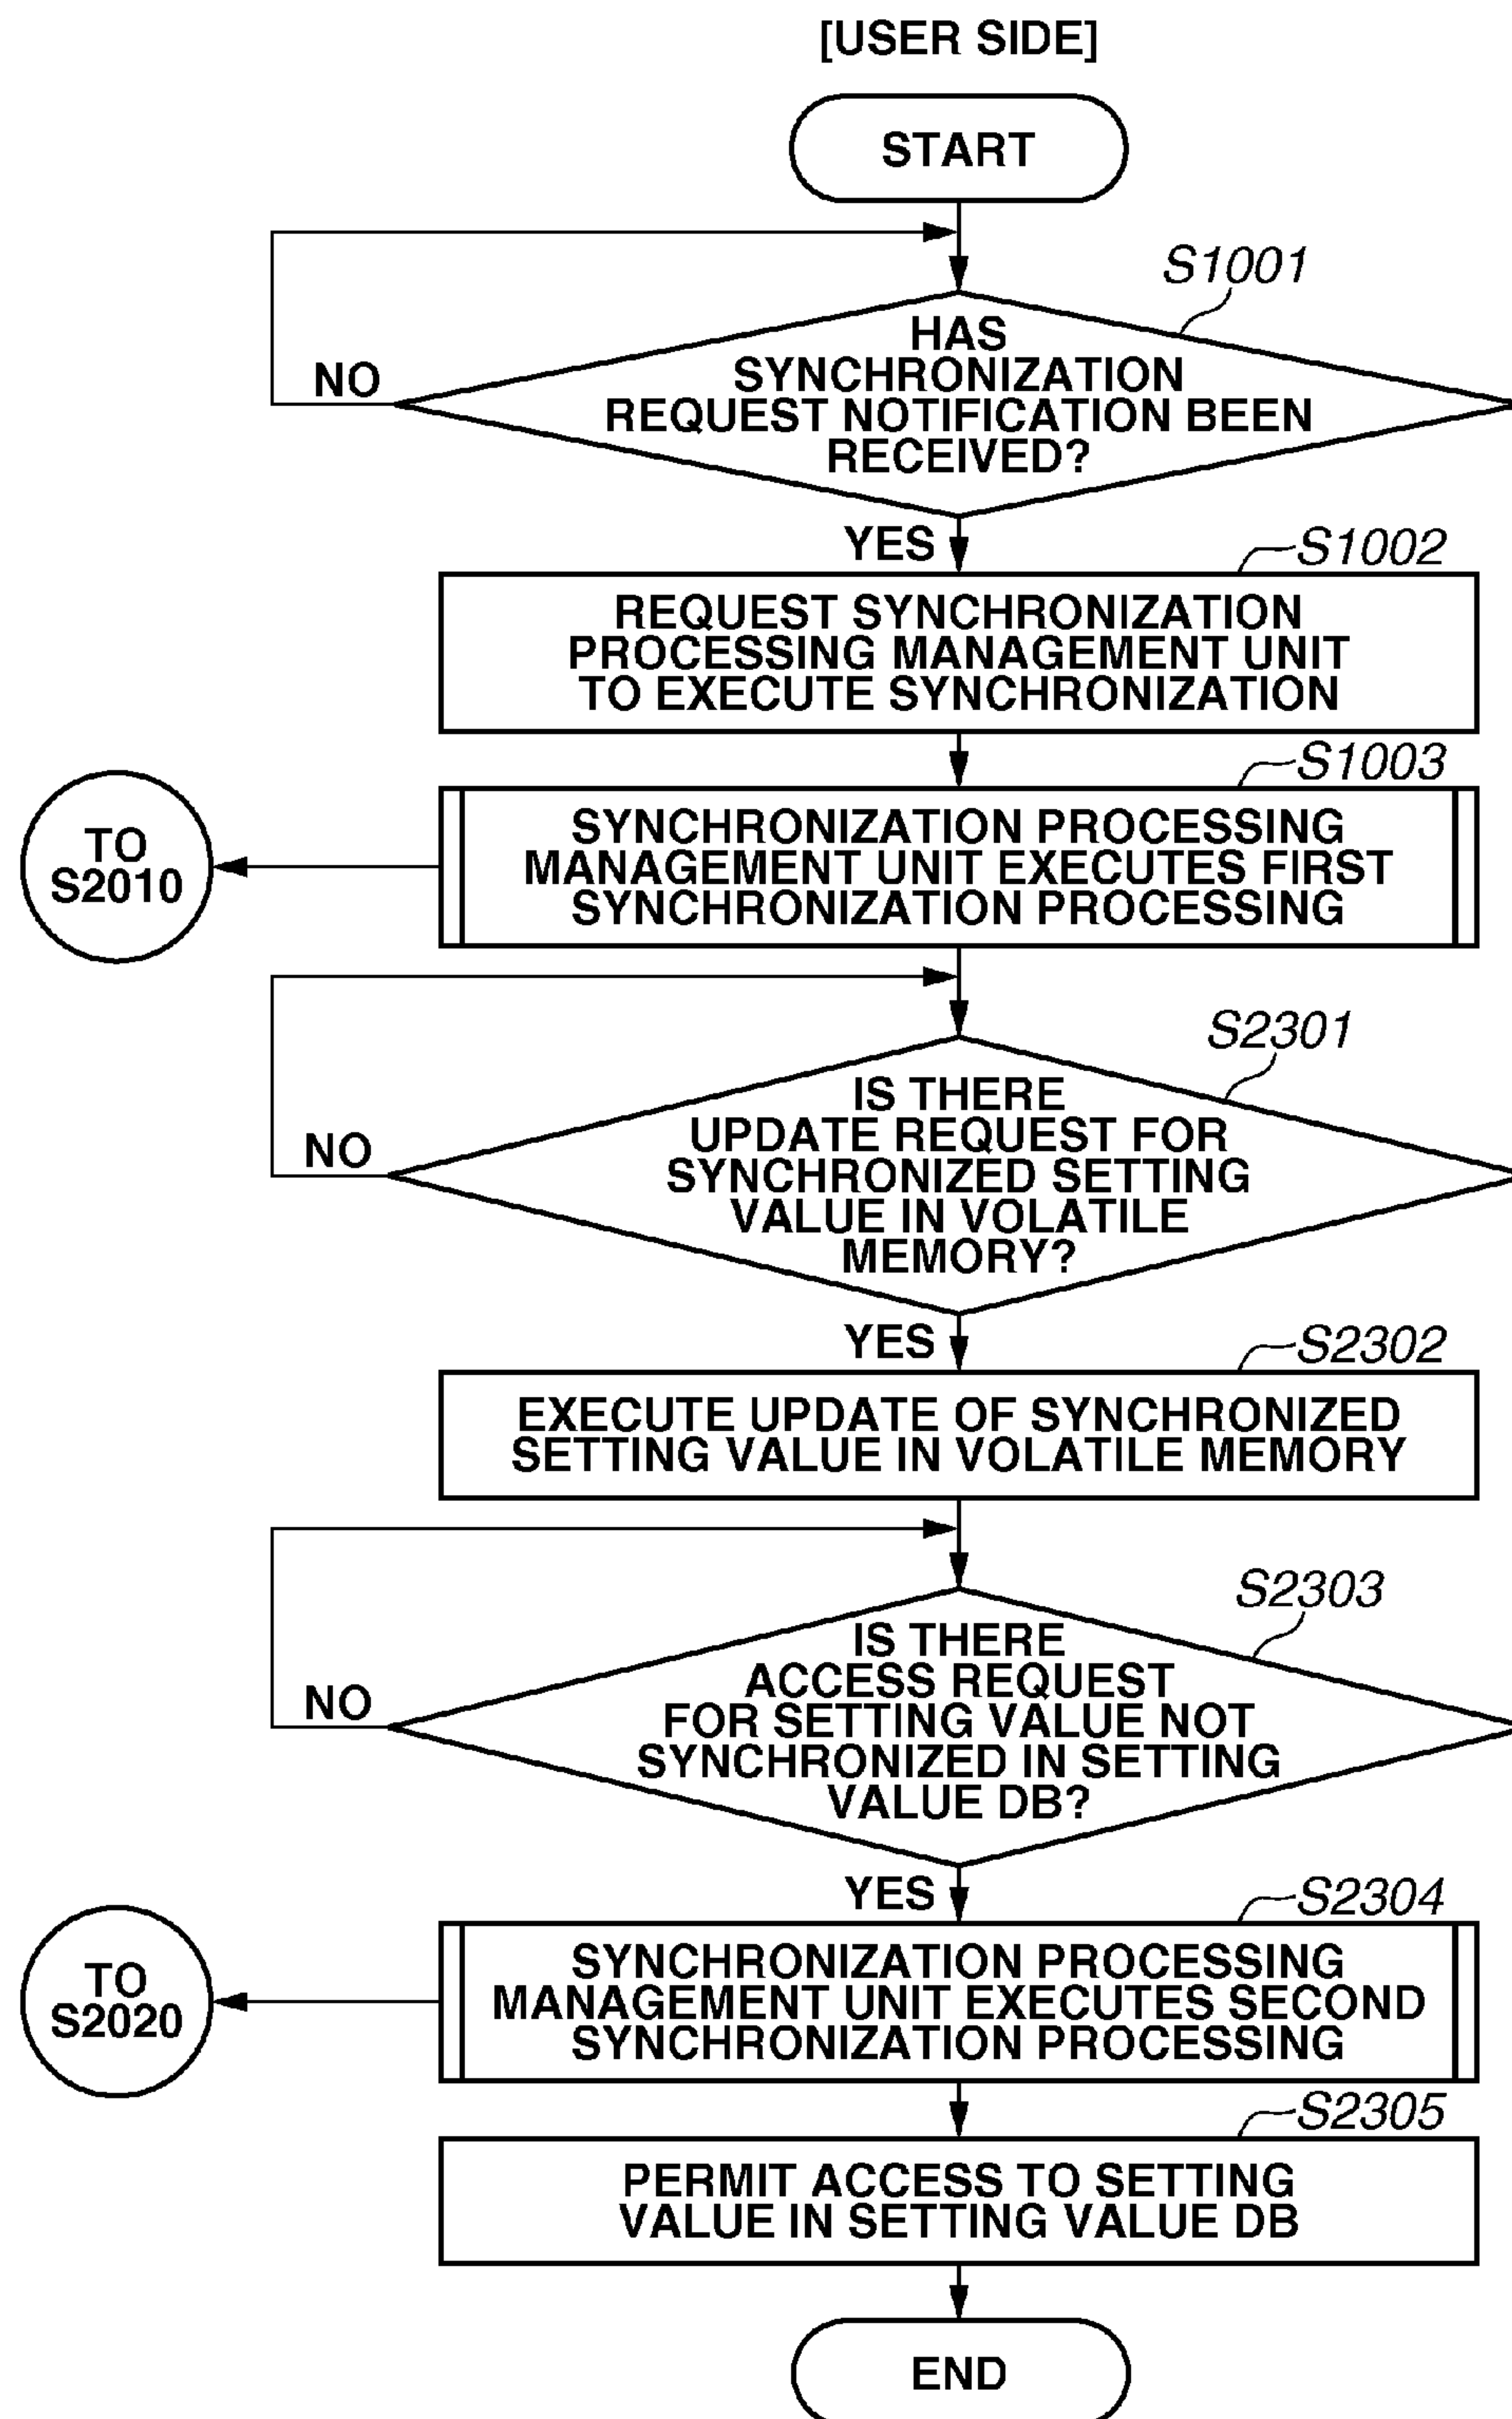 [USER SIDE]
START
S1001
HAS
SYNCHRONIZATION
REQUEST NOTIFICATION BEEN
RECEIVED?
NO
YES
S1002
REQUEST SYNCHRONIZATION
PROCESSING MANAGEMENT UNIT
TO EXECUTE SYNCHRONIZATION
S1003
SYNCHRONIZATION PROCESSING
MANAGEMENT UNIT EXECUTES FIRST
SYNCHRONIZATION PROCESSING
TO
S2010
S2301
IS THERE
UPDATE REQUEST FOR
SYNCHRONIZED SETTING
VALUE IN VOLATILE
MEMORY?
NO
YES
S2302
EXECUTE UPDATE OF SYNCHRONIZED
SETTING VALUE IN VOLATILE MEMORY
S2303
IS THERE
ACCESS REQUEST
FOR SETTING VALUE NOT
SYNCHRONIZED IN SETTING
VALUE DB?
NO
YES
S2304
SYNCHRONIZATION PROCESSING
MANAGEMENT UNIT EXECUTES SECOND
SYNCHRONIZATION PROCESSING
TO
S2020
S2305
PERMIT ACCESS TO SETTING
VALUE IN SETTING VALUE DB
END